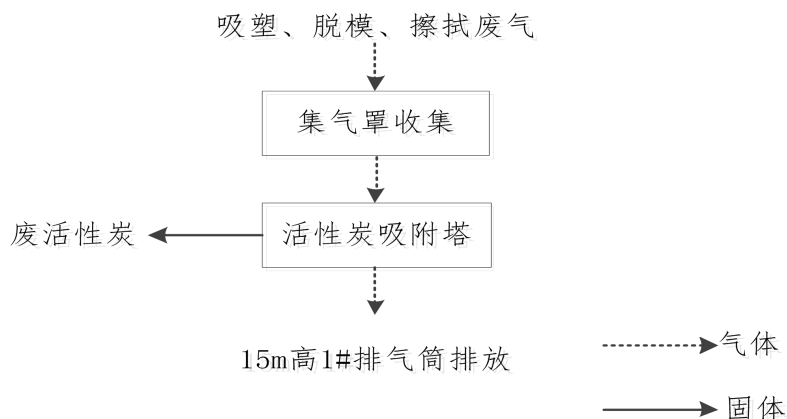 吸塑、脱模、擦拭废气
集气罩收集
废活性炭
活性炭吸附塔
15m高1#排气筒排放
气体
固体